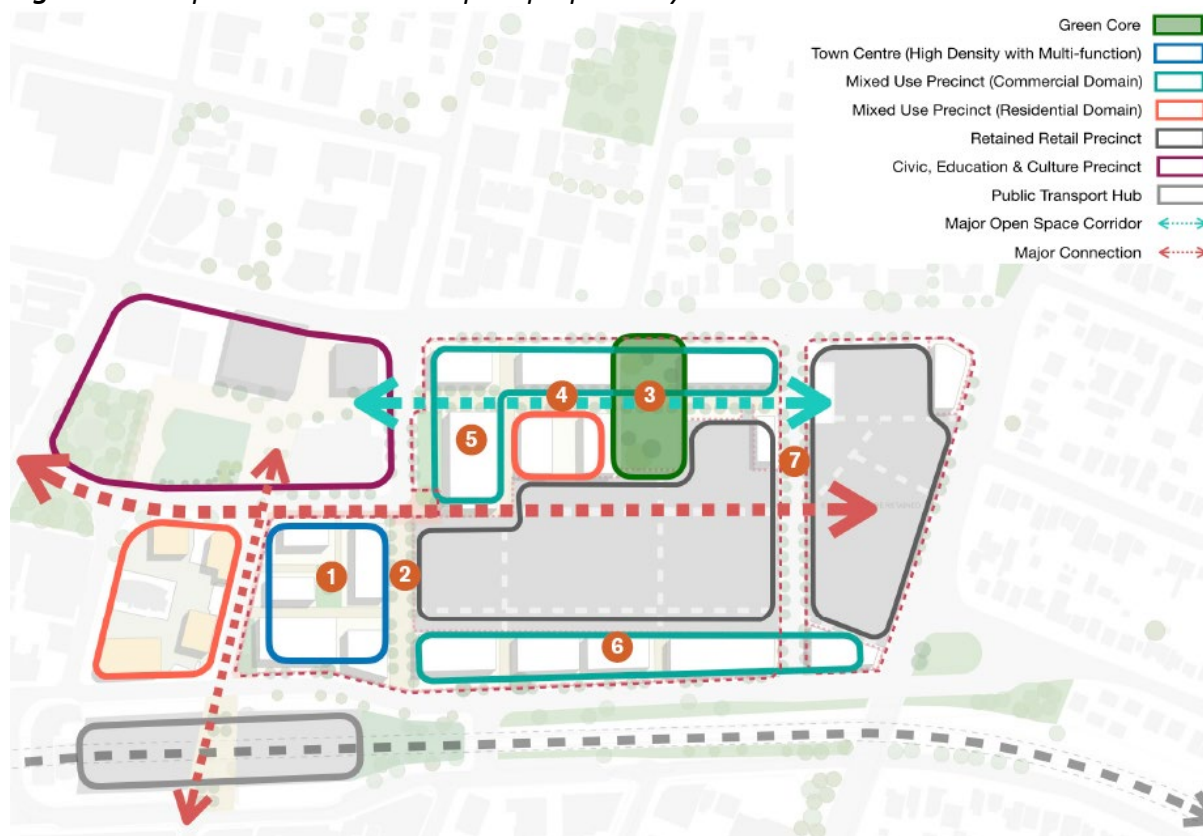 Green Core
Town Centre (High Density with Multi-function)
Mixed Use Precinct (Commercial Domain)
Mixed Use Precinct (Residential Domain)
Retained Retail Precinct
Civic, Education & Culture Precinct
Public Transport Hub
Major Open Space Corridor
Major Connection
3
4
5
7
1
2
6